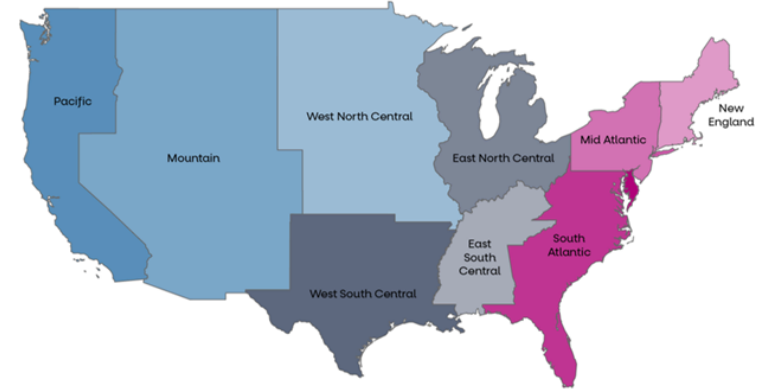 Pacific
Mountain
West North Central
East North Central
Mid Atlantic
New
England
West South Central
East
South
Central
South
Atlantic